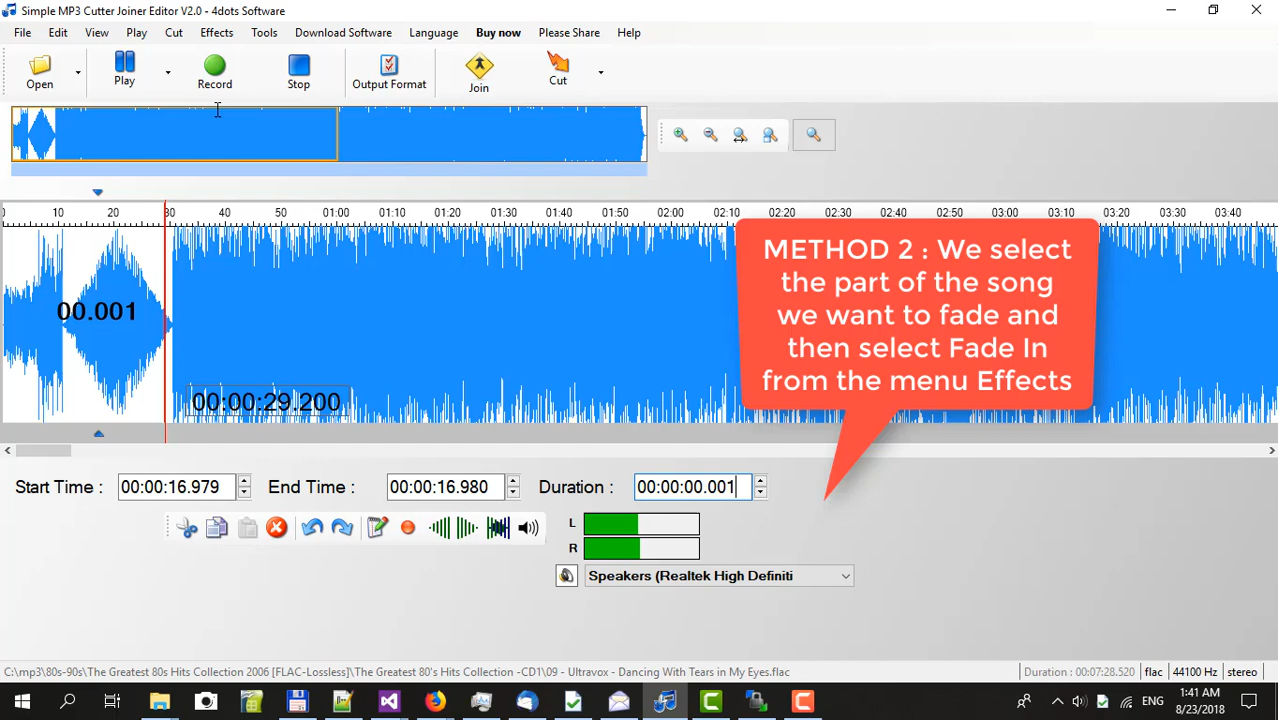 Simple MP3 Cutter Joiner Editor V2.0 - 4dots Software
File Edit View Play Cut Effects Tools Download Software Language Buy now Please Share Help
Open Play Record Stop Output Format Join Cut
10 20 30 40 50 01:00 01:10 01:20 01:30 01:40 01:50 02:00 02:10 02:20 02:30 02:40 02:50 03:00 03:10 03:20 03:30 03:40
METHOD 2 : We select
the part of the song
we want to fade and
then select Fade In
from the menu Effects
00.001
00:00:29.200
Start Time : 00:00:16.979 End Time : 00:00:16.980 Duration : 00:00:00.001
L
R
Speakers (Realtek High Definiti
C:\mp3\80s-90s\The Greatest 80s Hits Collection 2006 [FLAC-Lossless]\The Greatest 80's Hits Collection -CD1\09 - Ultravox - Dancing With Tears in My Eyes.flac Duration : 00:07:28.520 flac 44100 Hz stereo
ENG
1:41 AM
8/23/2018